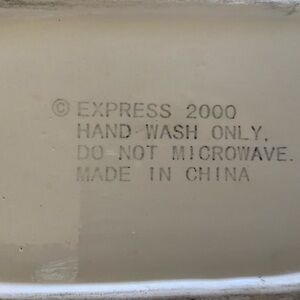 © EXPRESS 2000
HAND WASH ONLY.
DO NOT MICROWAVE.
MADE IN CHINA